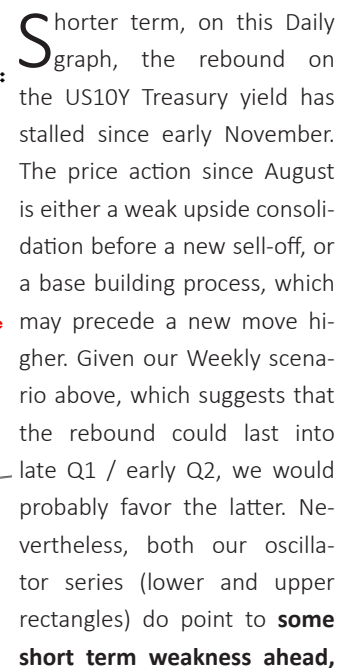 Shorter term, on this Daily
graph, the rebound on
the US10Y Treasury yield has
stalled since early November.
The price action since August
is either a weak upside consoli-
dation before a new sell-off, or
a base building process, which
may precede a new move hi-
gher. Given our Weekly scena-
rio above, which suggests that
the rebound could last into
late Q1 / early Q2, we would
probably favor the latter. Ne-
vertheless, both our oscilla-
tor series (lower and upper
rectangles) do point to some
short term weakness ahead,